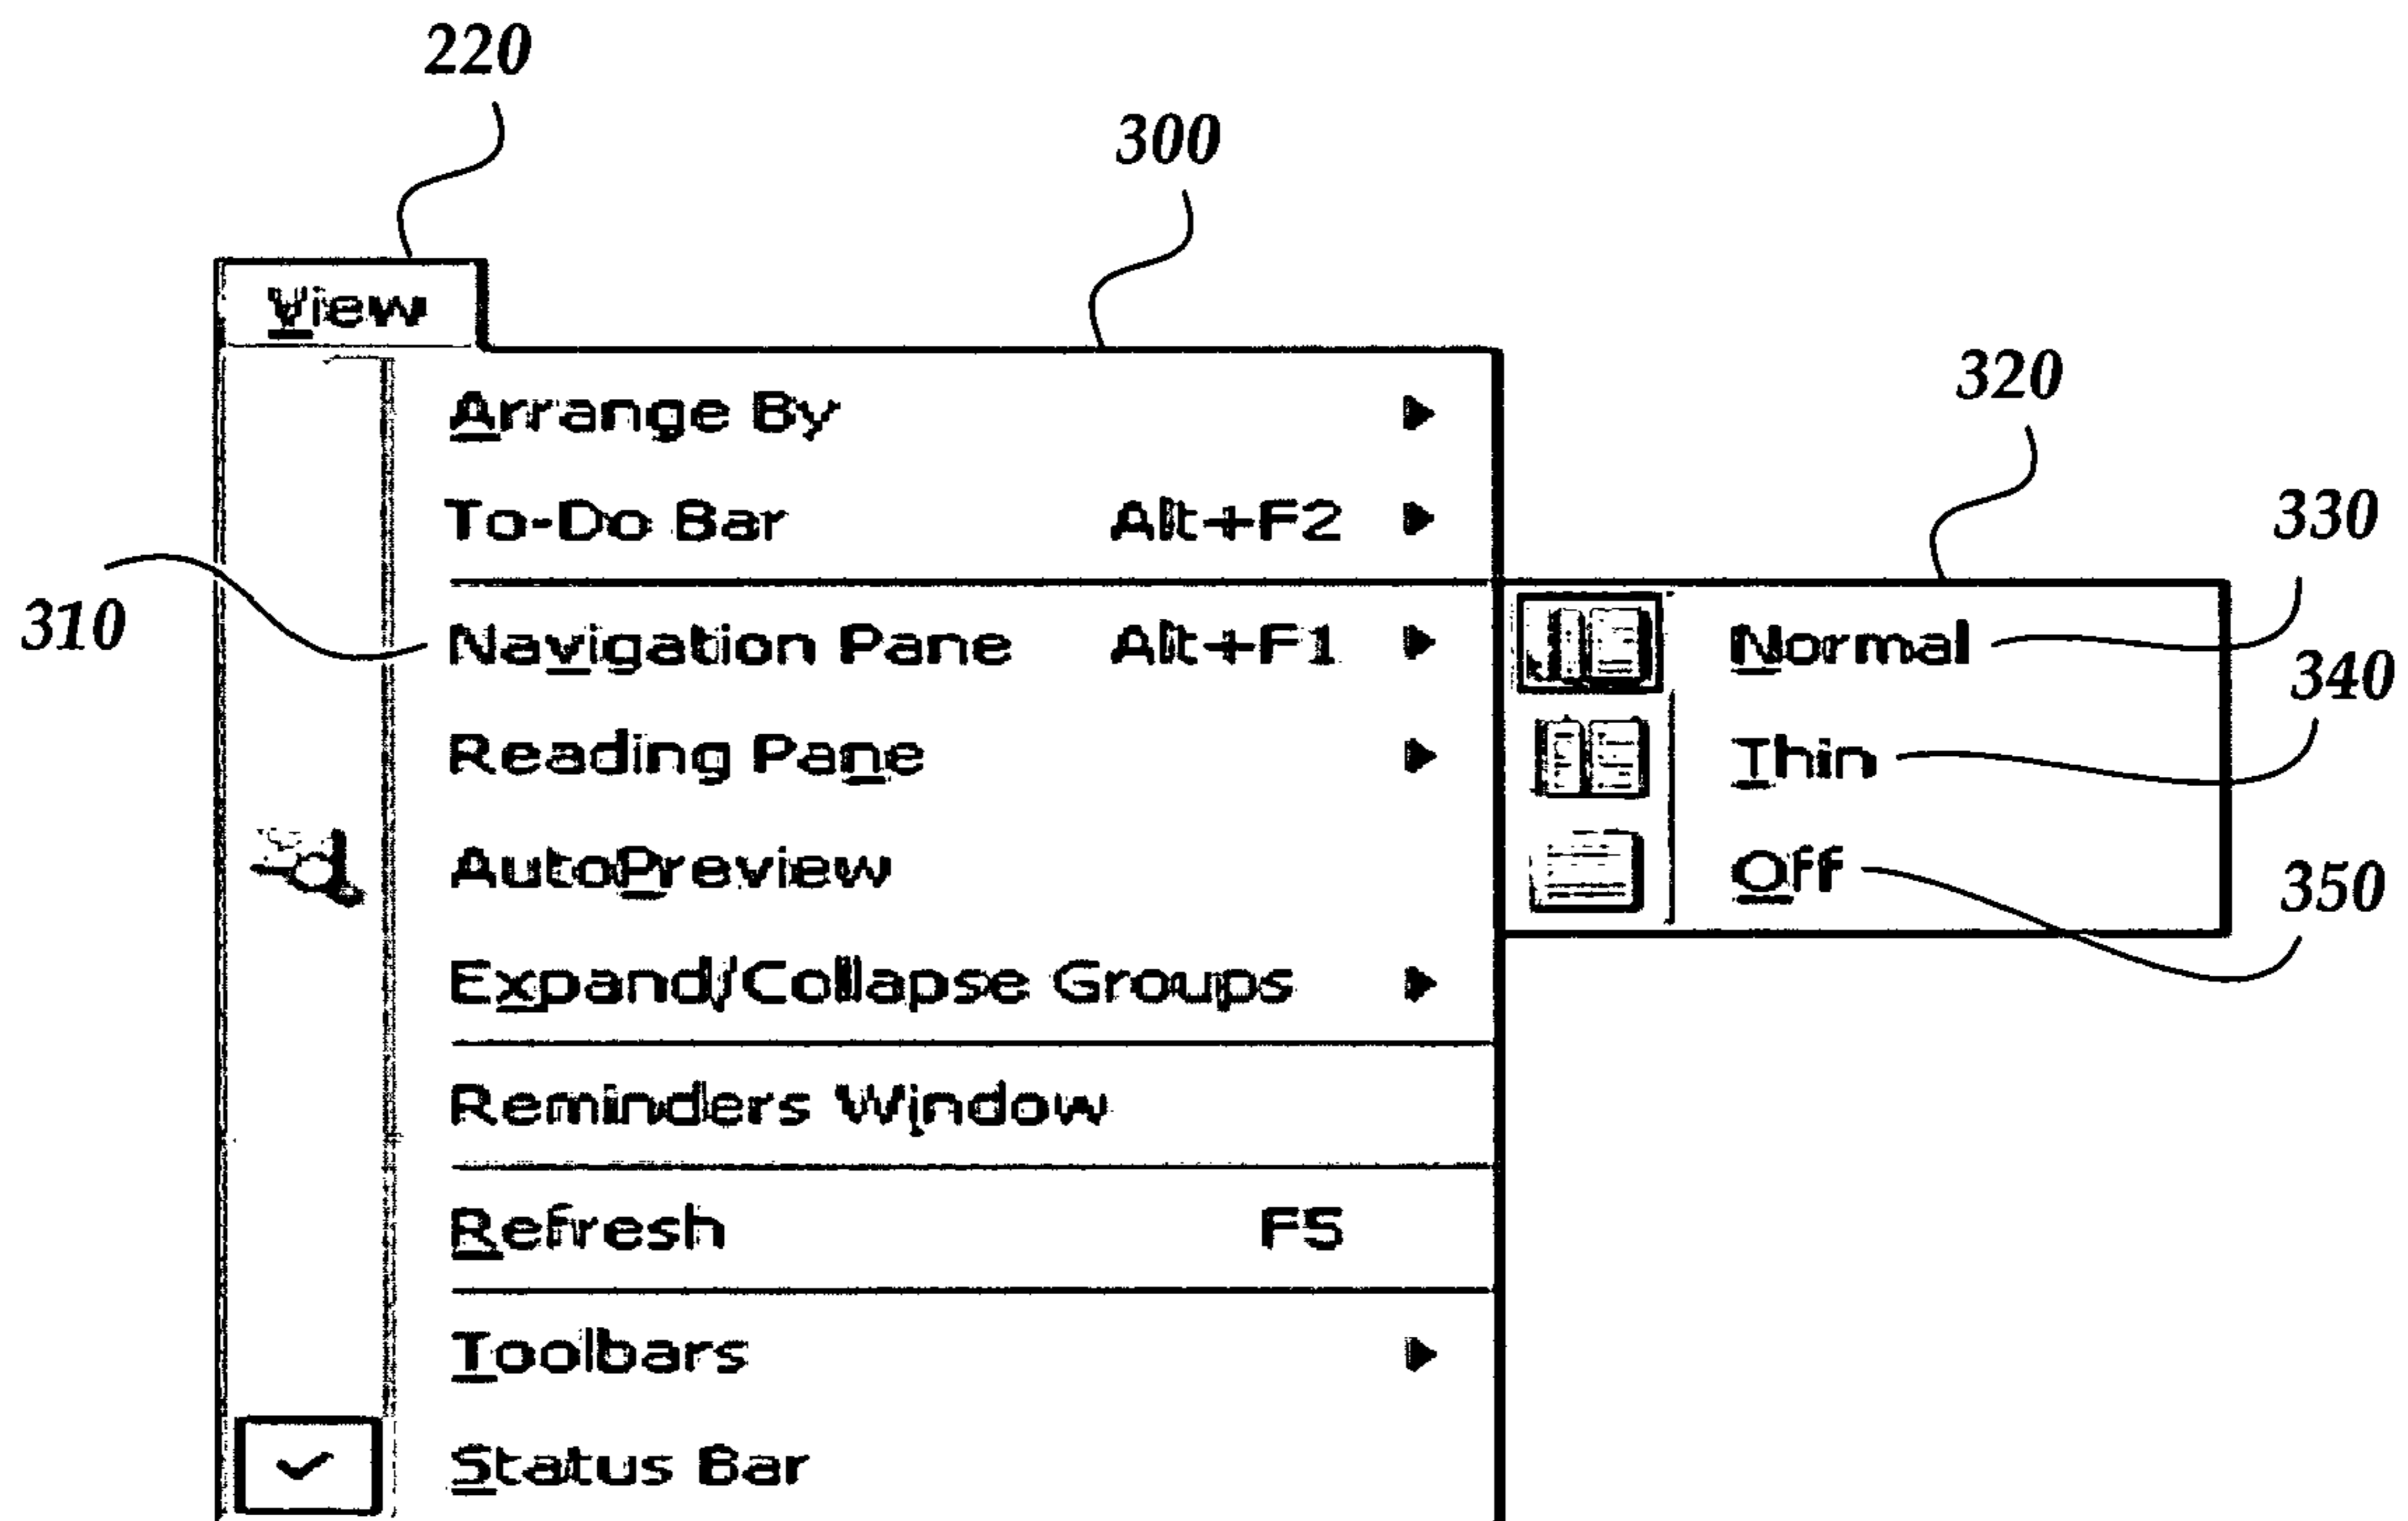 220
300
View
320
Arrange By
To-Do Bar Alt+F2
330
310
Navigation Pane Alt+F1
Normal
340
Reading Pane
Thin
AutoPreview
Off
350
Expand/Collapse Groups
Reminders Window
Refresh F5
Toolbars
Status Bar